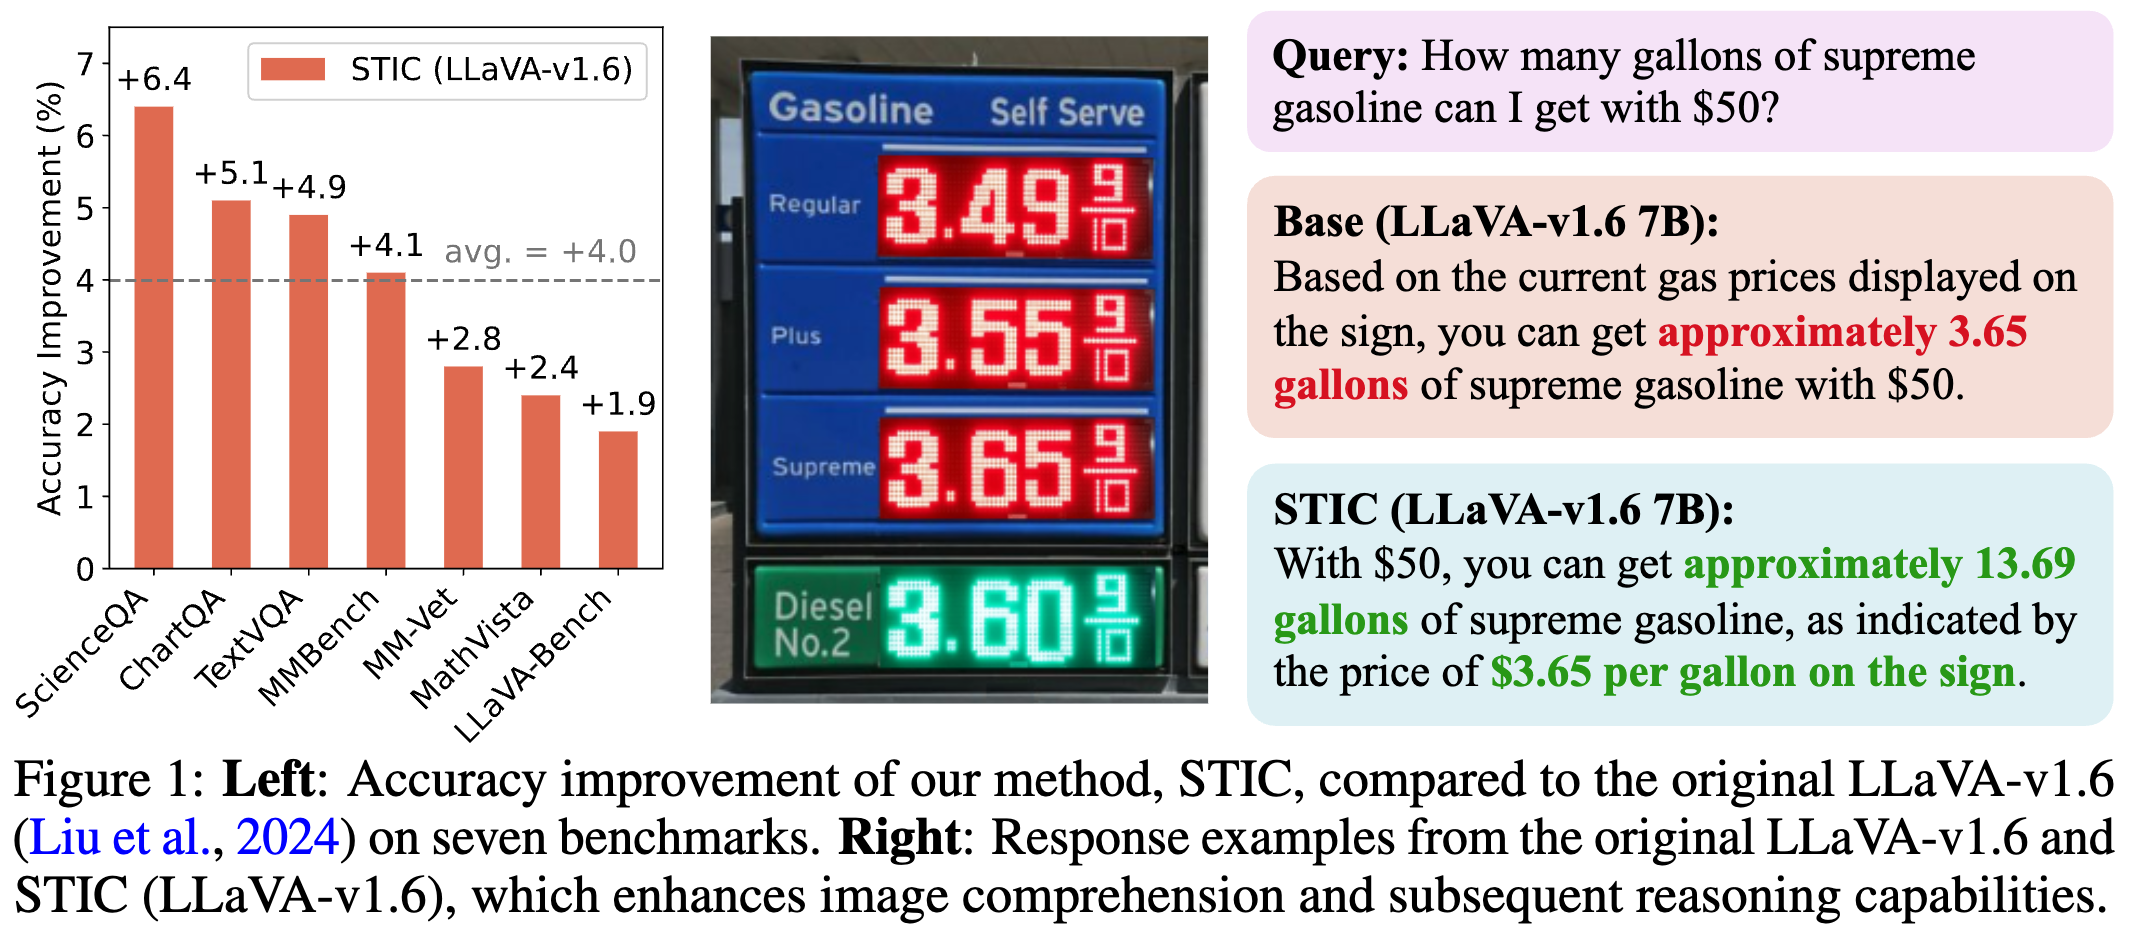 STIC (LLaVA-v1.6)
Accuracy Improvement (%)
7
6
5
4
3
2
1
0
+6.4
+5.1
+4.9
+4.1
avg. = +4.0
+2.8
+2.4
+1.9
ScienceQA
ChartQA
TextVQA
MMBench
MM-Vet
MathVista
LLaVA-Bench
Gasoline Self Serve
Regular 3.49 9/10
Plus 3.55 9/10
Supreme 3.65 9/10
Diesel
No.2 3.60 9/10
Query: How many gallons of supreme
gasoline can I get with $50?
Base (LLaVA-v1.6 7B):
Based on the current gas prices displayed on
the sign, you can get approximately 3.65
gallons of supreme gasoline with $50.
STIC (LLaVA-v1.6 7B):
With $50, you can get approximately 13.69
gallons of supreme gasoline, as indicated by
the price of $3.65 per gallon on the sign.
Figure 1: Left: Accuracy improvement of our method, STIC, compared to the original LLaVA-v1.6
(Liu et al., 2024) on seven benchmarks. Right: Response examples from the original LLaVA-v1.6 and
STIC (LLaVA-v1.6), which enhances image comprehension and subsequent reasoning capabilities.